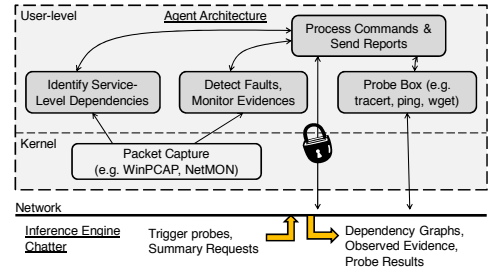 User-level
Agent Architecture
Process Commands &
Send Reports
Identify Service-
Level Dependencies
Detect Faults,
Monitor Evidences
Probe Box (e.g.
tracert, ping, wget)
Kernel
Packet Capture
(e.g. WinPCAP, NetMON)
Network
Inference Engine
Chatter
Trigger probes,
Summary Requests
Dependency Graphs,
Observed Evidence,
Probe Results